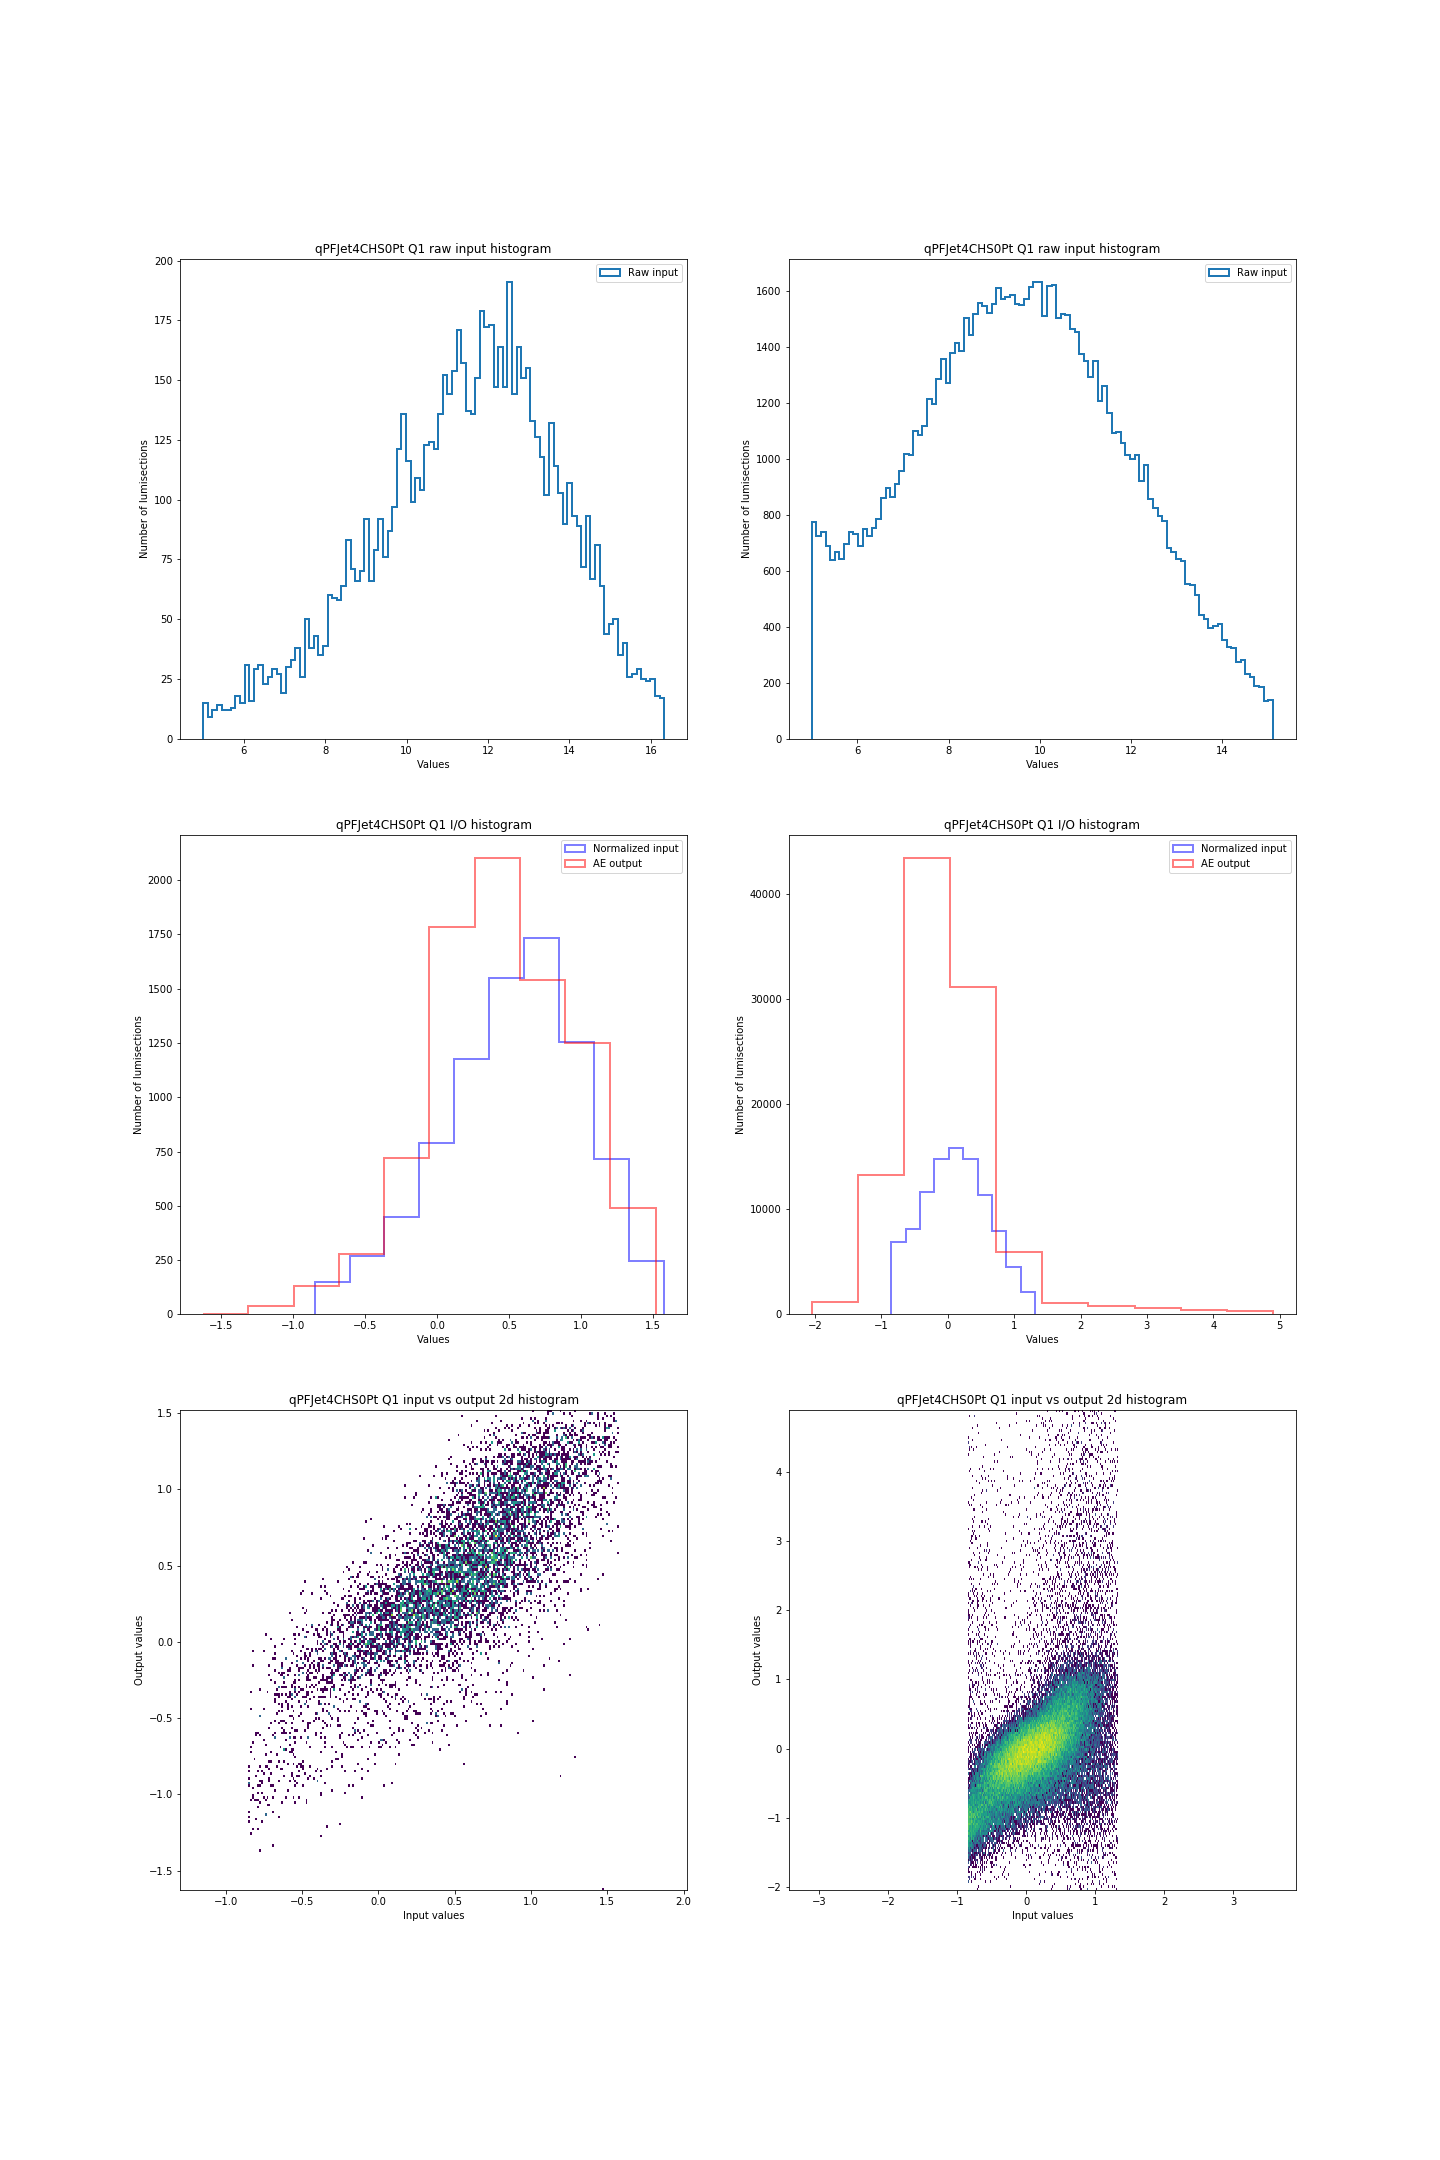 qPFJet4CHS0Pt Q1 raw input histogram
Raw input
200
175
150
125
100
75
50
25
0
Number of lumisections
6 8 10 12 14 16
Values
qPFJet4CHS0Pt Q1 raw input histogram
Raw input
1600
1400
1200
1000
800
600
400
200
0
Number of lumisections
6 8 10 12 14
Values
qPFJet4CHS0Pt Q1 I/O histogram
Normalized input
AE output
2000
1750
1500
1250
1000
750
500
250
0
Number of lumisections
−1.5 −1.0 −0.5 0.0 0.5 1.0 1.5
Values
qPFJet4CHS0Pt Q1 I/O histogram
Normalized input
AE output
40000
30000
20000
10000
0
Number of lumisections
−2 −1 0 1 2 3 4 5
Values
qPFJet4CHS0Pt Q1 input vs output 2d histogram
1.5
1.0
0.5
0.0
−0.5
−1.0
−1.5
Output values
−1.0 −0.5 0.0 0.5 1.0 1.5 2.0
Input values
qPFJet4CHS0Pt Q1 input vs output 2d histogram
4
3
2
1
0
−1
−2
Output values
−3 −2 −1 0 1 2 3
Input values